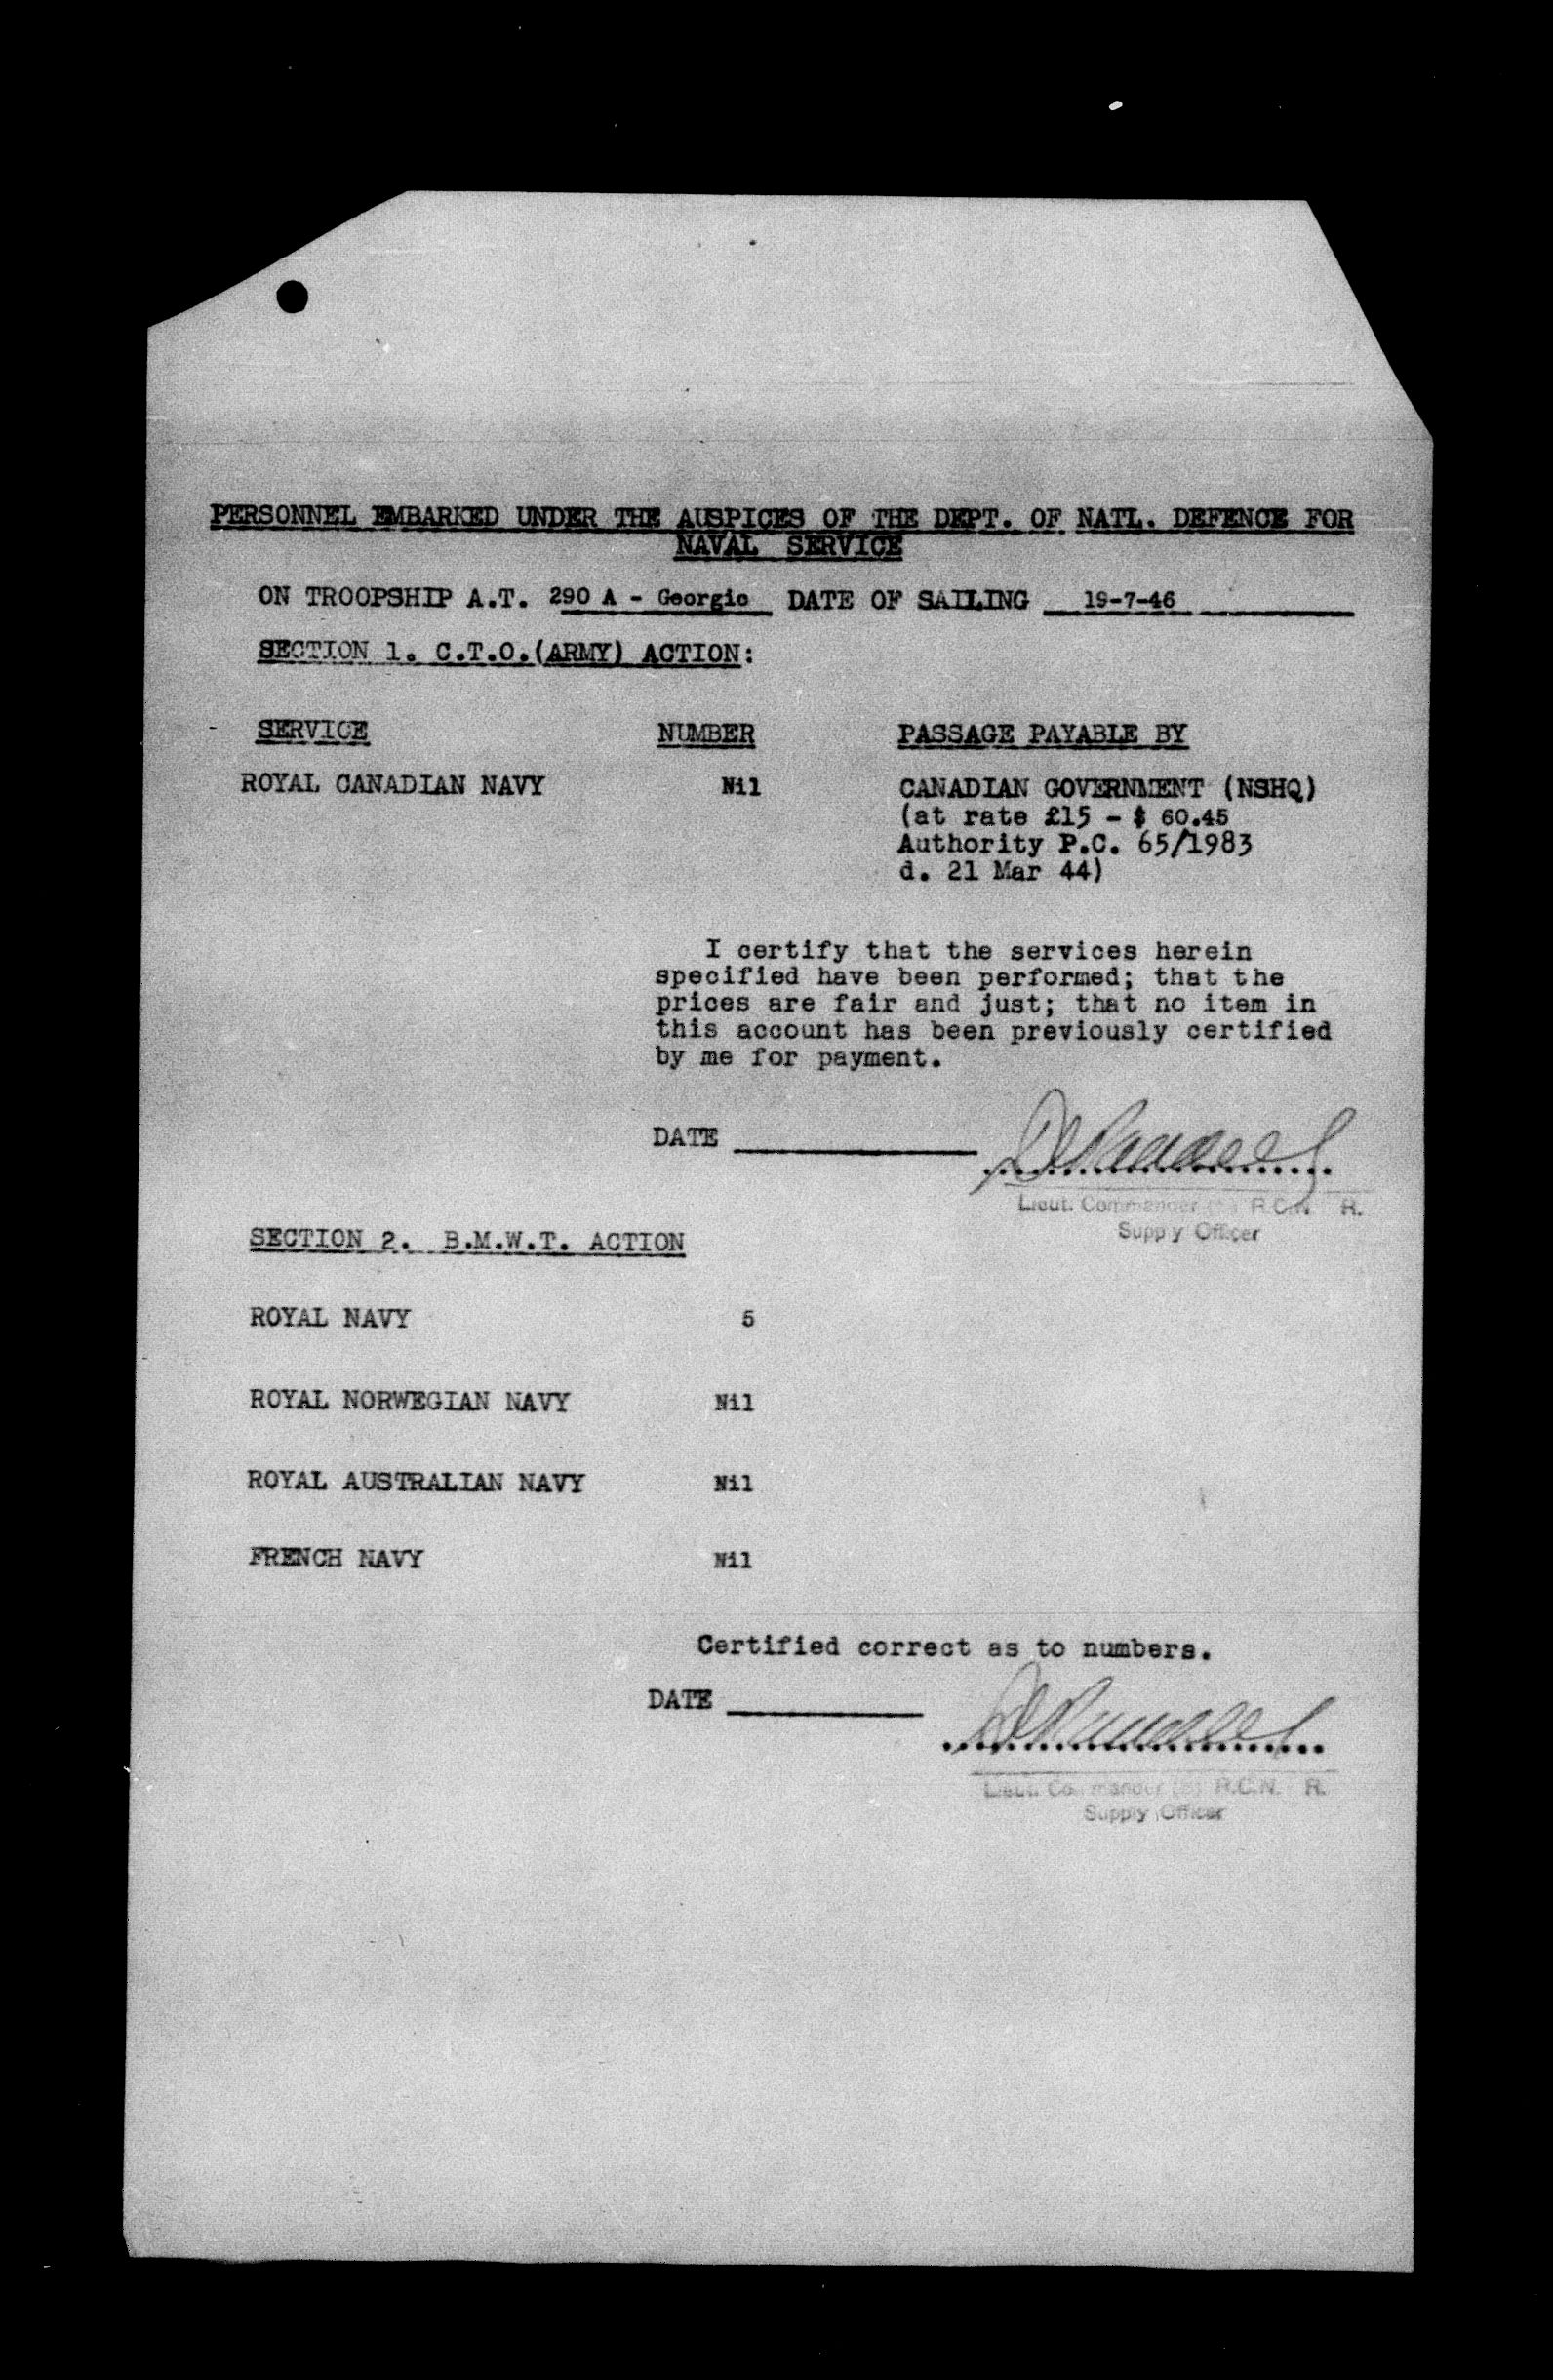 PERSONNEL EMBARKED UNDER THE AUSPICES OF THE DEPT. OF NATL. DEFENCE FOR
NAVAL SERVICE
ON TROOPSHIP A.T. 290 A - Georgic DATE OF SAILING 19-7-46
SECTION 1. C.T.O.(ARMY) ACTION:
SERVICE NUMBER PASSAGE PAYABLE BY
ROYAL CANADIAN NAVY Nil CANADIAN GOVERNMENT (NSHQ)
(at rate £15 - $ 60.45
Authority P.C. 65/1983
d. 21 Mar 44)
I certify that the services herein
specified have been performed; that the
prices are fair and just; that no item in
this account has been previously certified
by me for payment.
DATE
Lieut. Commander R.C.N. R.
Supply Officer
SECTION 2. B.M.W.T. ACTION
ROYAL NAVY 5
ROYAL NORWEGIAN NAVY Nil
ROYAL AUSTRALIAN NAVY Nil
FRENCH NAVY Nil
Certified correct as to numbers.
DATE
Lieut. Commander R.C.N. R.
Supply Officer